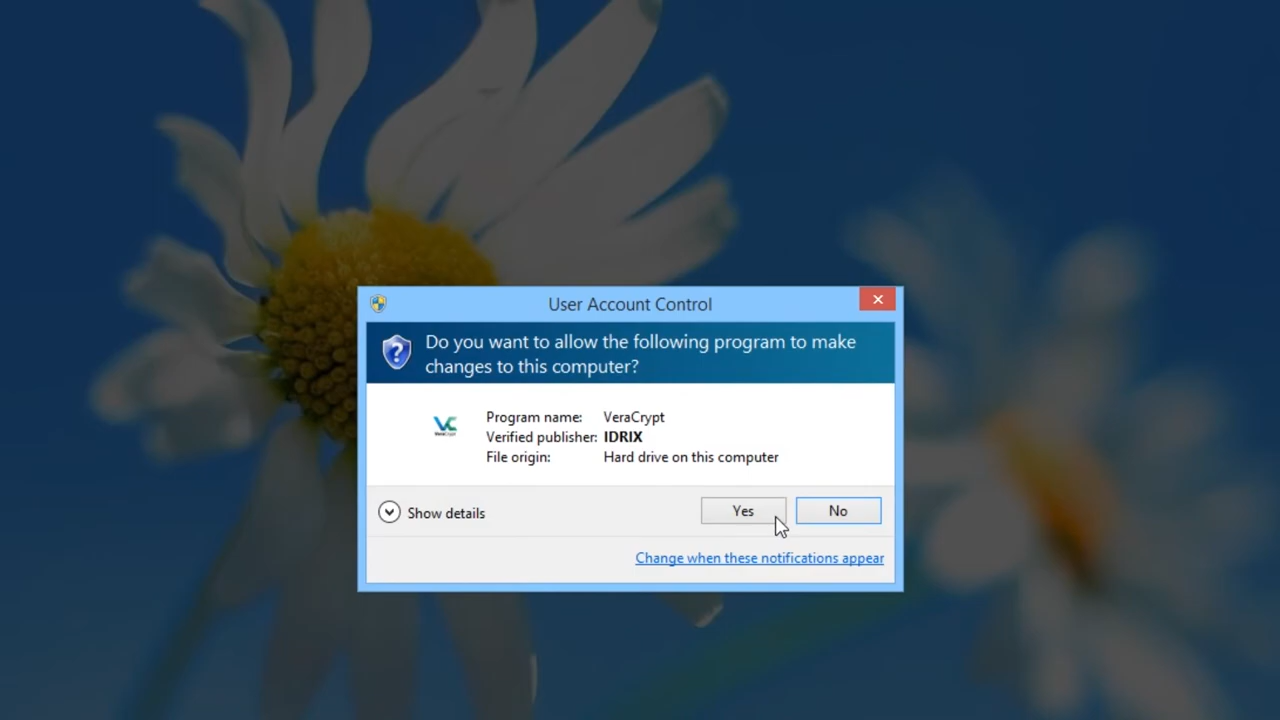 User Account Control
Do you want to allow the following program to make
changes to this computer?
VC
VeraCrypt
Program name: VeraCrypt
Verified publisher: IDRIX
File origin: Hard drive on this computer
Show details
Yes
No
Change when these notifications appear